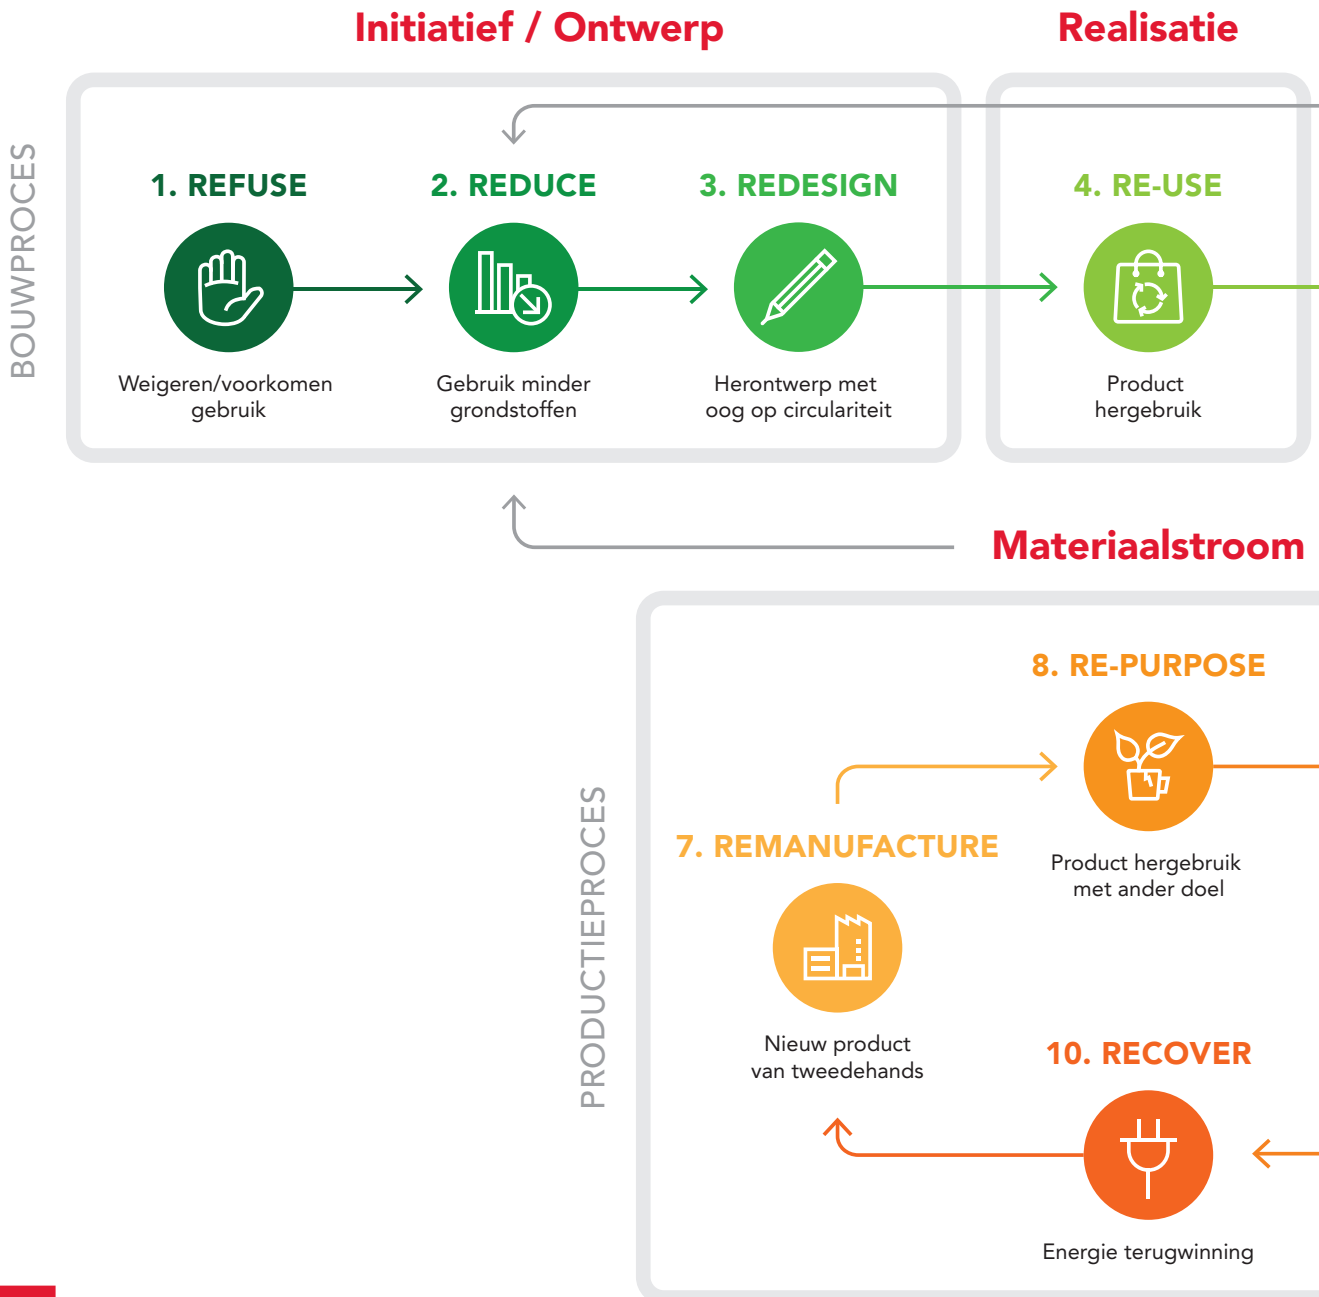 Initiatief / Ontwerp
Realisatie
BOUWPROCES
1. REFUSE
2. REDUCE
3. REDESIGN
4. RE-USE
Weigeren/voorkomen
gebruik
Gebruik minder
grondstoffen
Herontwerp met
oog op circulariteit
Product
hergebruik
Materiaalstroom
PRODUCTIEPROCES
8. RE-PURPOSE
Product hergebruik
met ander doel
7. REMANUFACTURE
Nieuw product
van tweedehands
10. RECOVER
Energie terugwinning